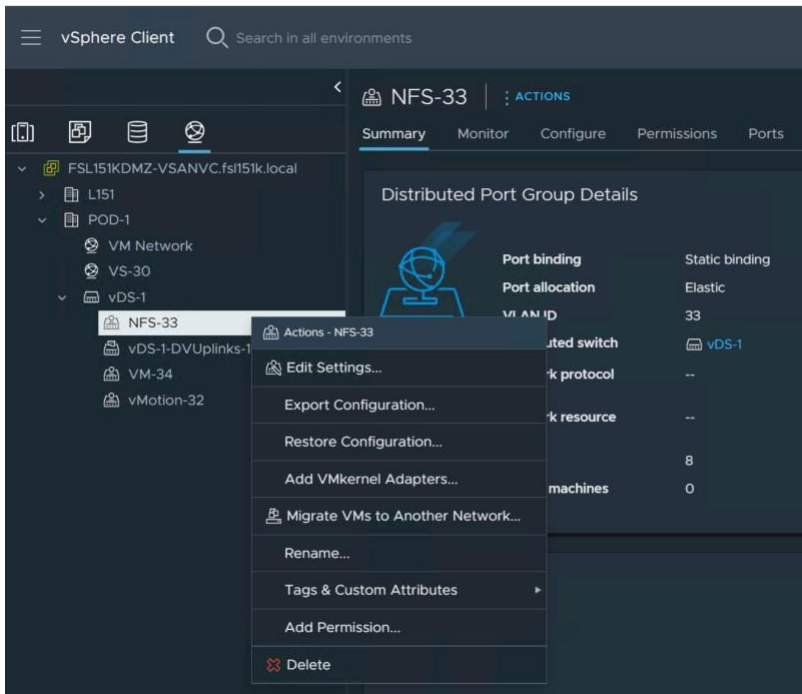 vSphere Client
Search in all environments
NFS-33
ACTIONS
Summary Monitor Configure Permissions Ports
FSL151KDMZ-VSANVC.fsl151k.local
L151
POD-1
VM Network
VS-30
vDS-1
NFS-33
vDS-1-DVUplinks-1
VM-34
vMotion-32
Distributed Port Group Details
Port binding Static binding
Port allocation Elastic
VLAN ID 33
uted switch vDS-1
rk protocol --
rk resource --
8
machines 0
Actions - NFS-33
Edit Settings...
Export Configuration...
Restore Configuration...
Add VMkernel Adapters...
Migrate VMs to Another Network...
Rename...
Tags & Custom Attributes
Add Permission...
Delete